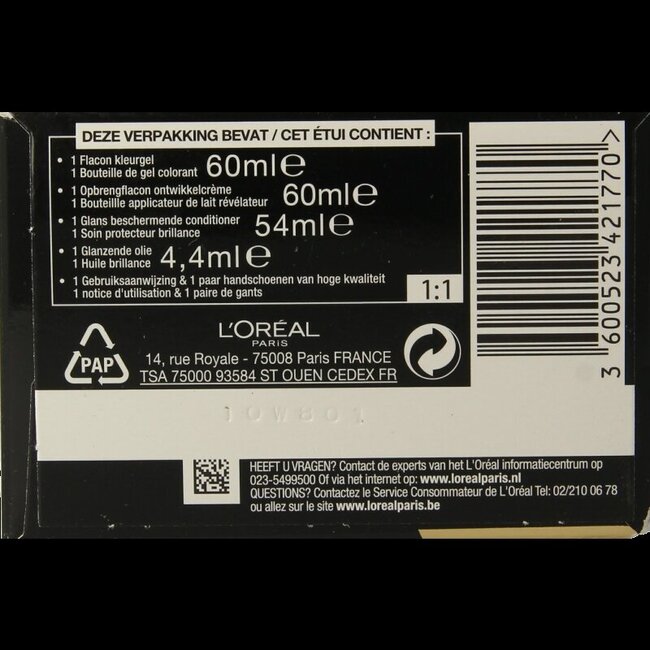 DEZE VERPAKKING BEVAT / CET ÉTUI CONTIENT :
• 1 Flacon kleurgel
1 Bouteille de gel colorant 60ml℮
• 1 Opbrengflacon ontwikkelcrème
1 Bouteillle applicateur de lait révélateur 60ml℮
• 1 Glans beschermende conditioner
1 Soin protecteur brillance 54ml℮
• 1 Glanzende olie
1 Huile brillance 4,4ml℮
• 1 Gebruiksaanwijzing & 1 paar handschoenen van hoge kwaliteit
1 notice d'utilisation & 1 paire de gants
1:1
3 600523 421770 >
PAP
L'ORÉAL
PARIS
14, rue Royale - 75008 Paris FRANCE
TSA 75000 93584 ST OUEN CEDEX FR
10W801
HEEFT U VRAGEN? Contact de experts van het L'Oréal informatiecentrum op
023-5499500 Of via het internet op: www.lorealparis.nl
QUESTIONS? Contactez le Service Consommateur de L'Oréal Tel: 02/210 06 78
ou allez sur le site www.lorealparis.be